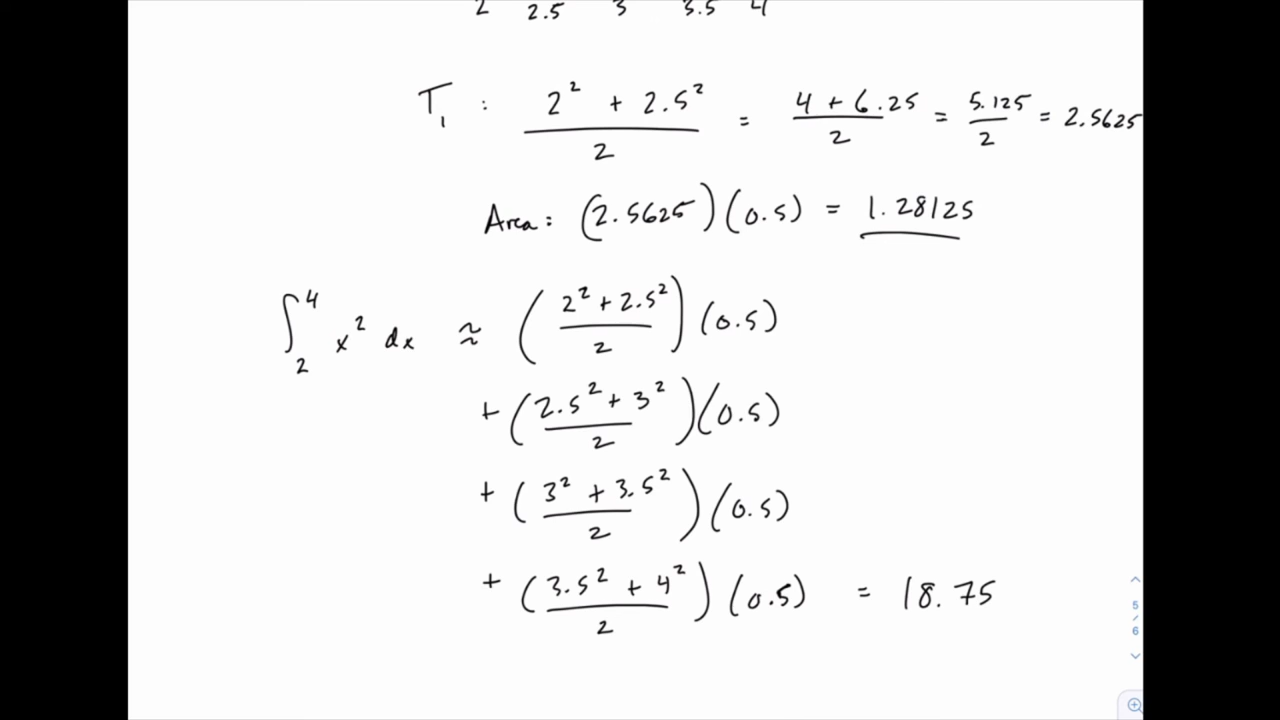 2 2.5 3 3.5 4
T₁ : (2² + 2.5²)/2 = (4 + 6.25)/2 = 5.125/2 = 2.5625
Area: (2.5625)(0.5) = 1.28125
∫₂⁴ x² dx ≈ ((2² + 2.5²)/2)(0.5)
+ ((2.5² + 3²)/2)(0.5)
+ ((3² + 3.5²)/2)(0.5)
+ ((3.5² + 4²)/2)(0.5) = 18.75
5
/
6